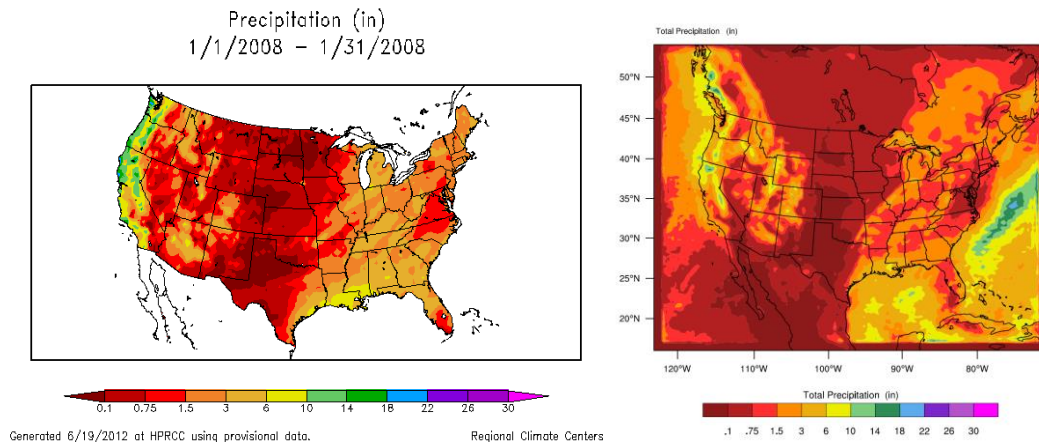 Precipitation (in)
1/1/2008 – 1/31/2008
0.1 0.75 1.5 3 6 10 14 18 22 26 30
Generated 6/19/2012 at HPRCC using provisional data.
Regional Climate Centers
Total Precipitation (in)
50°N
45°N
40°N
35°N
30°N
25°N
20°N
120°W 110°W 100°W 90°W 80°W
Total Precipitation (in)
.1 .75 1.5 3 6 10 14 18 22 26 30